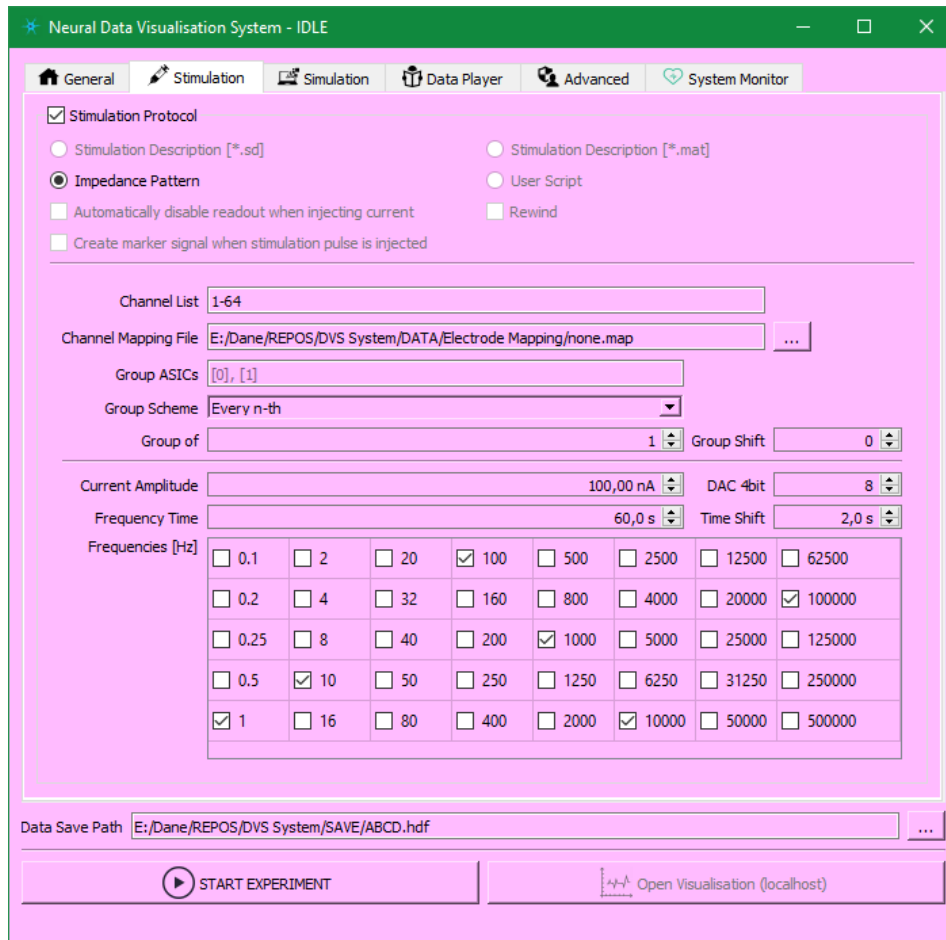 Neural Data Visualisation System - IDLE
General Stimulation Simulation Data Player Advanced System Monitor
Stimulation Protocol
Stimulation Description [*.sd] Stimulation Description [*.mat]
Impedance Pattern User Script
Automatically disable readout when injecting current Rewind
Create marker signal when stimulation pulse is injected
Channel List 1-64
Channel Mapping File E:/Dane/REPOS/DVS System/DATA/Electrode Mapping/none.map ...
Group ASICs [0], [1]
Group Scheme Every n-th
Group of 1 Group Shift 0
Current Amplitude 100,00 nA DAC 4bit 8
Frequency Time 60,0 s Time Shift 2,0 s
Frequencies [Hz] 0.1 2 20 100 500 2500 12500 62500
0.2 4 32 160 800 4000 20000 100000
0.25 8 40 200 1000 5000 25000 125000
0.5 10 50 250 1250 6250 31250 250000
1 16 80 400 2000 10000 50000 500000
Data Save Path E:/Dane/REPOS/DVS System/SAVE/ABCD.hdf ...
START EXPERIMENT Open Visualisation (localhost)